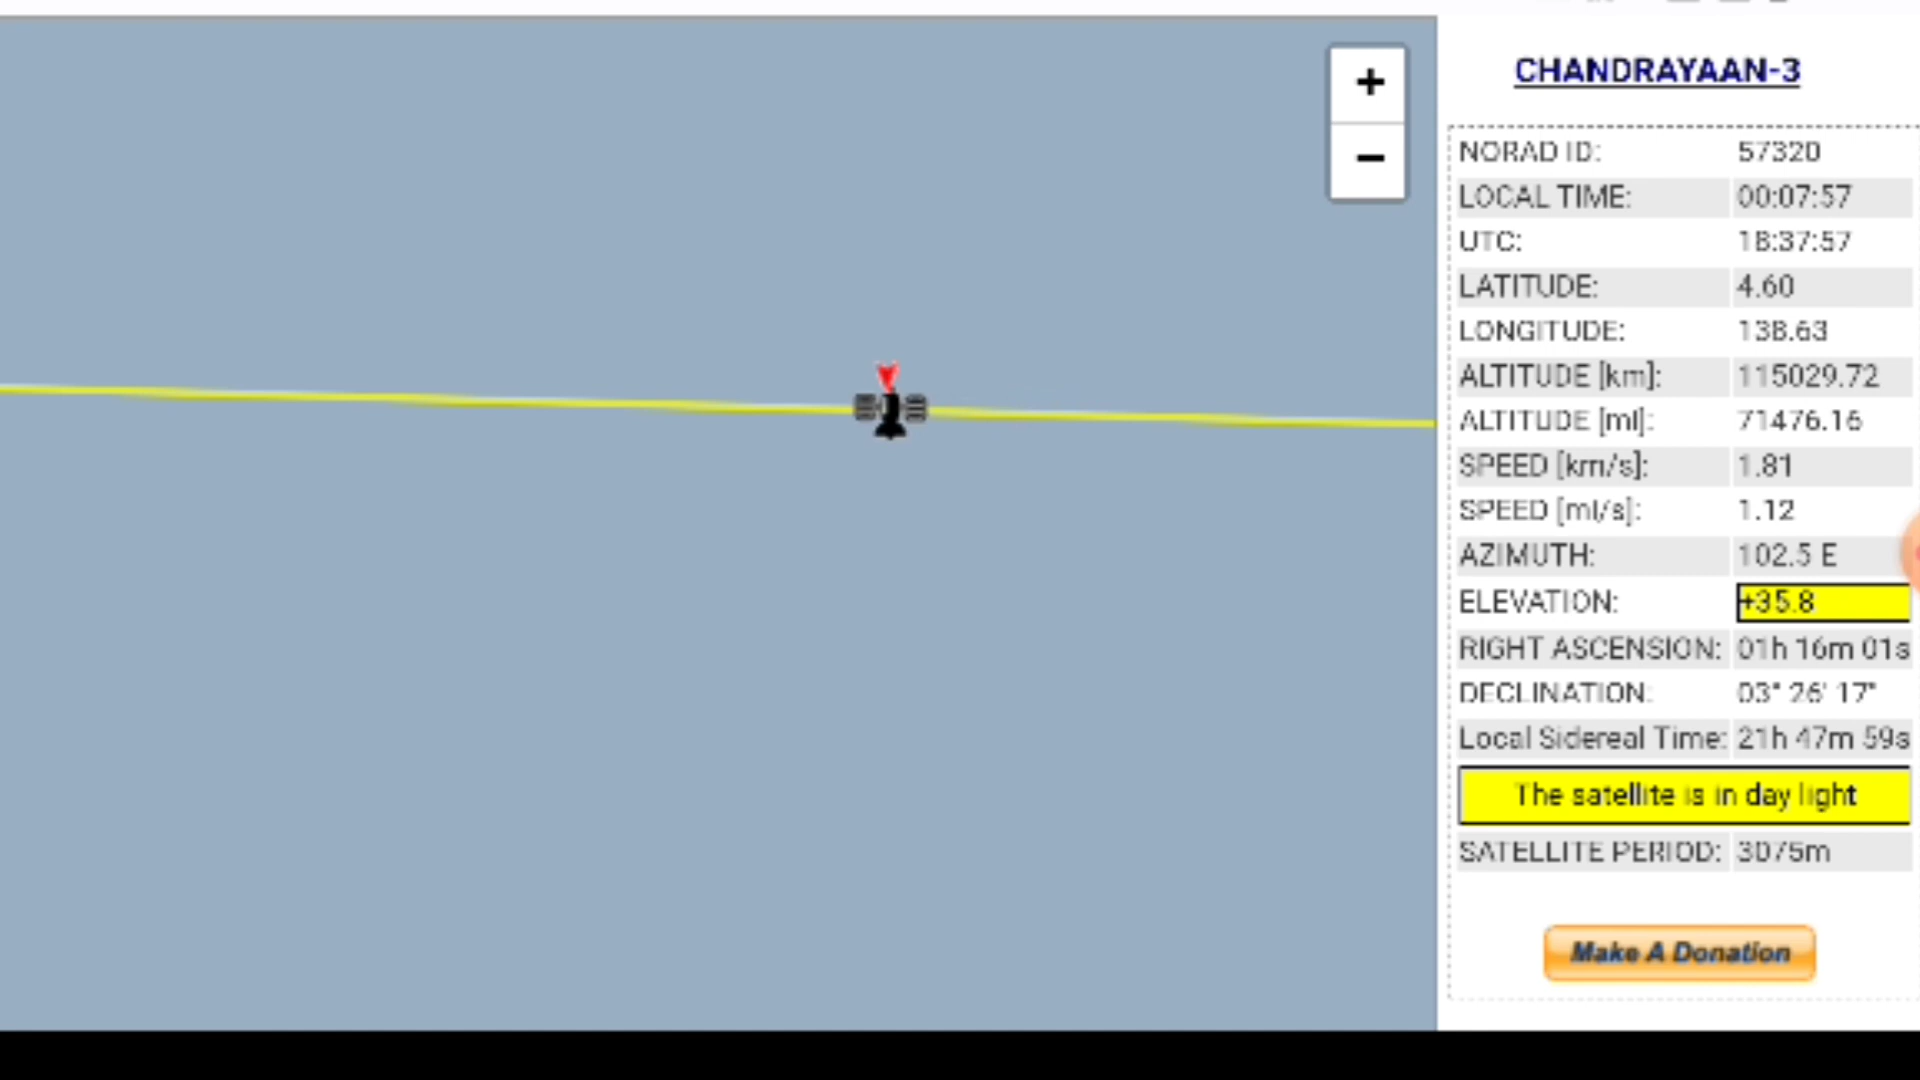 +
−
CHANDRAYAAN-3
NORAD ID: 57320
LOCAL TIME: 00:07:57
UTC: 18:37:57
LATITUDE: 4.60
LONGITUDE: 138.63
ALTITUDE [km]: 115029.72
ALTITUDE [mi]: 71476.16
SPEED [km/s]: 1.81
SPEED [mi/s]: 1.12
AZIMUTH: 102.5 E
ELEVATION: +35.8
RIGHT ASCENSION: 01h 16m 01s
DECLINATION: 03° 26' 17"
Local Sidereal Time: 21h 47m 59s
The satellite is in day light
SATELLITE PERIOD: 3075m
Make A Donation